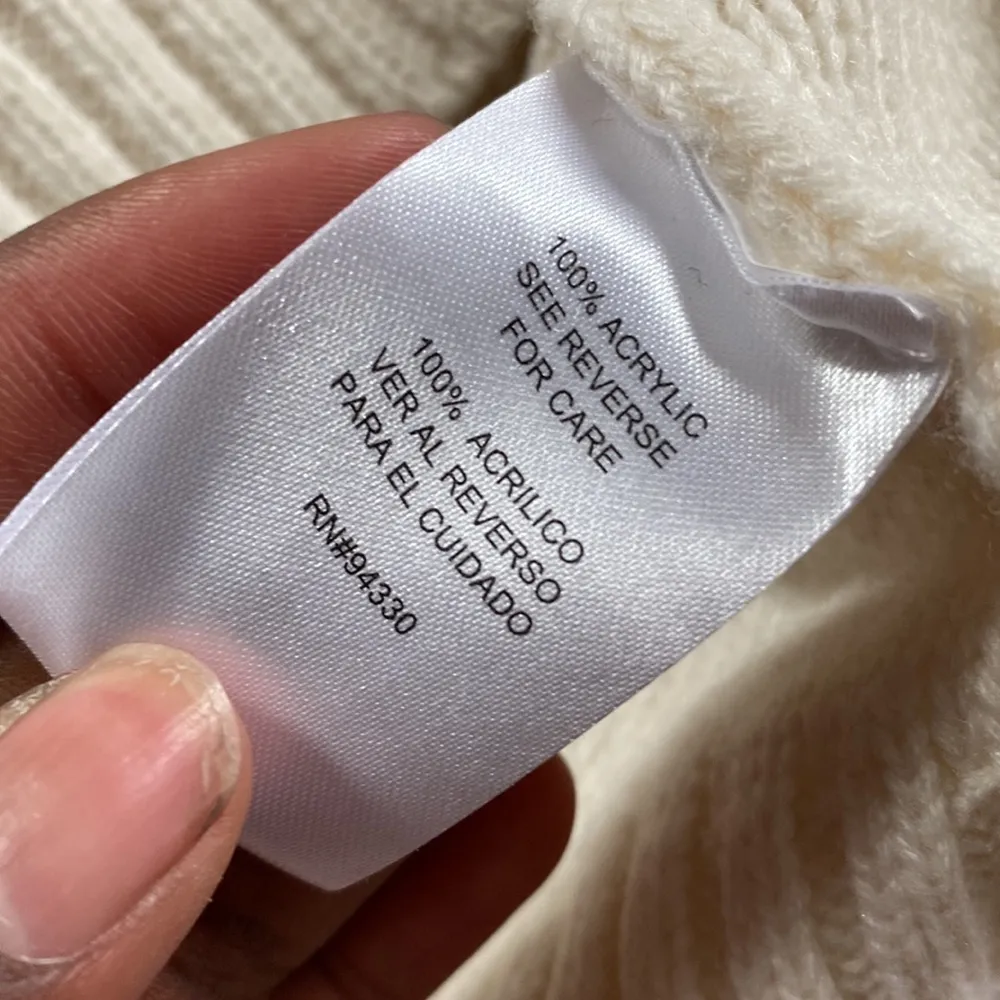 100% ACRYLIC
SEE REVERSE
FOR CARE
100% ACRILICO
VER AL REVERSO
PARA EL CUIDADO
RN#94330